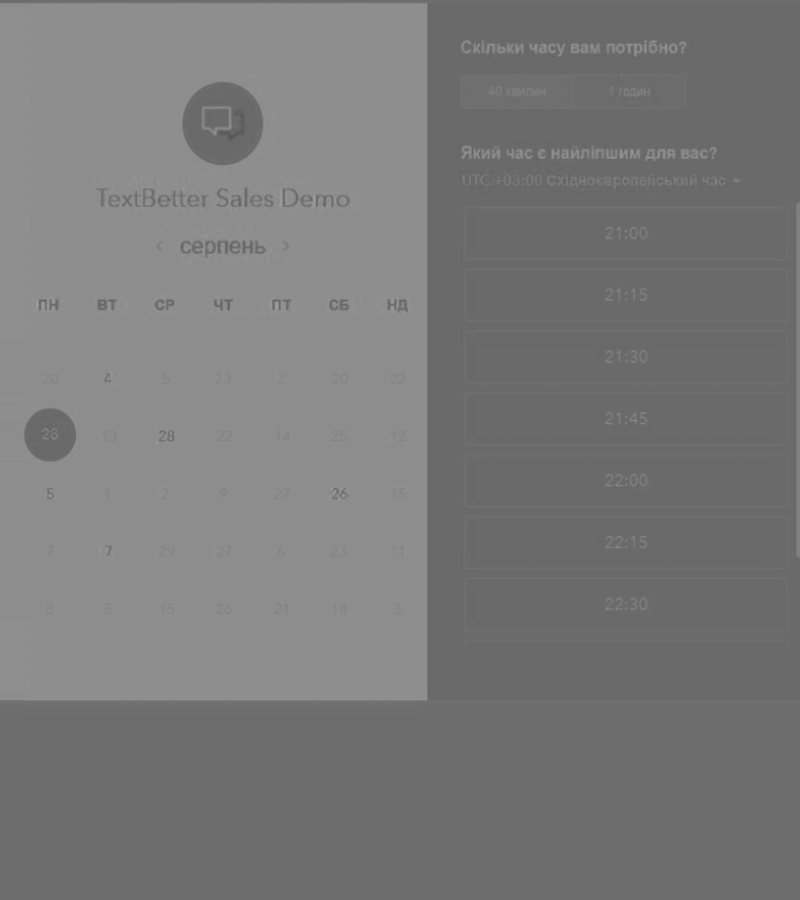 TextBetter Sales Demo
серпень
ПН ВТ СР ЧТ ПТ СБ НД
20 4 5 23 2 20 22
28 13 28 22 14 25 12
5 1 2 9 27 26 15
7 7 29 27 6 23 11
8 5 15 26 21 18 3
Скільки часу вам потрібно?
40 хвилин 1 годин
Який час є найліпшим для вас?
UTC +03:00 Східноєвропейський час
21:00
21:15
21:30
21:45
22:00
22:15
22:30